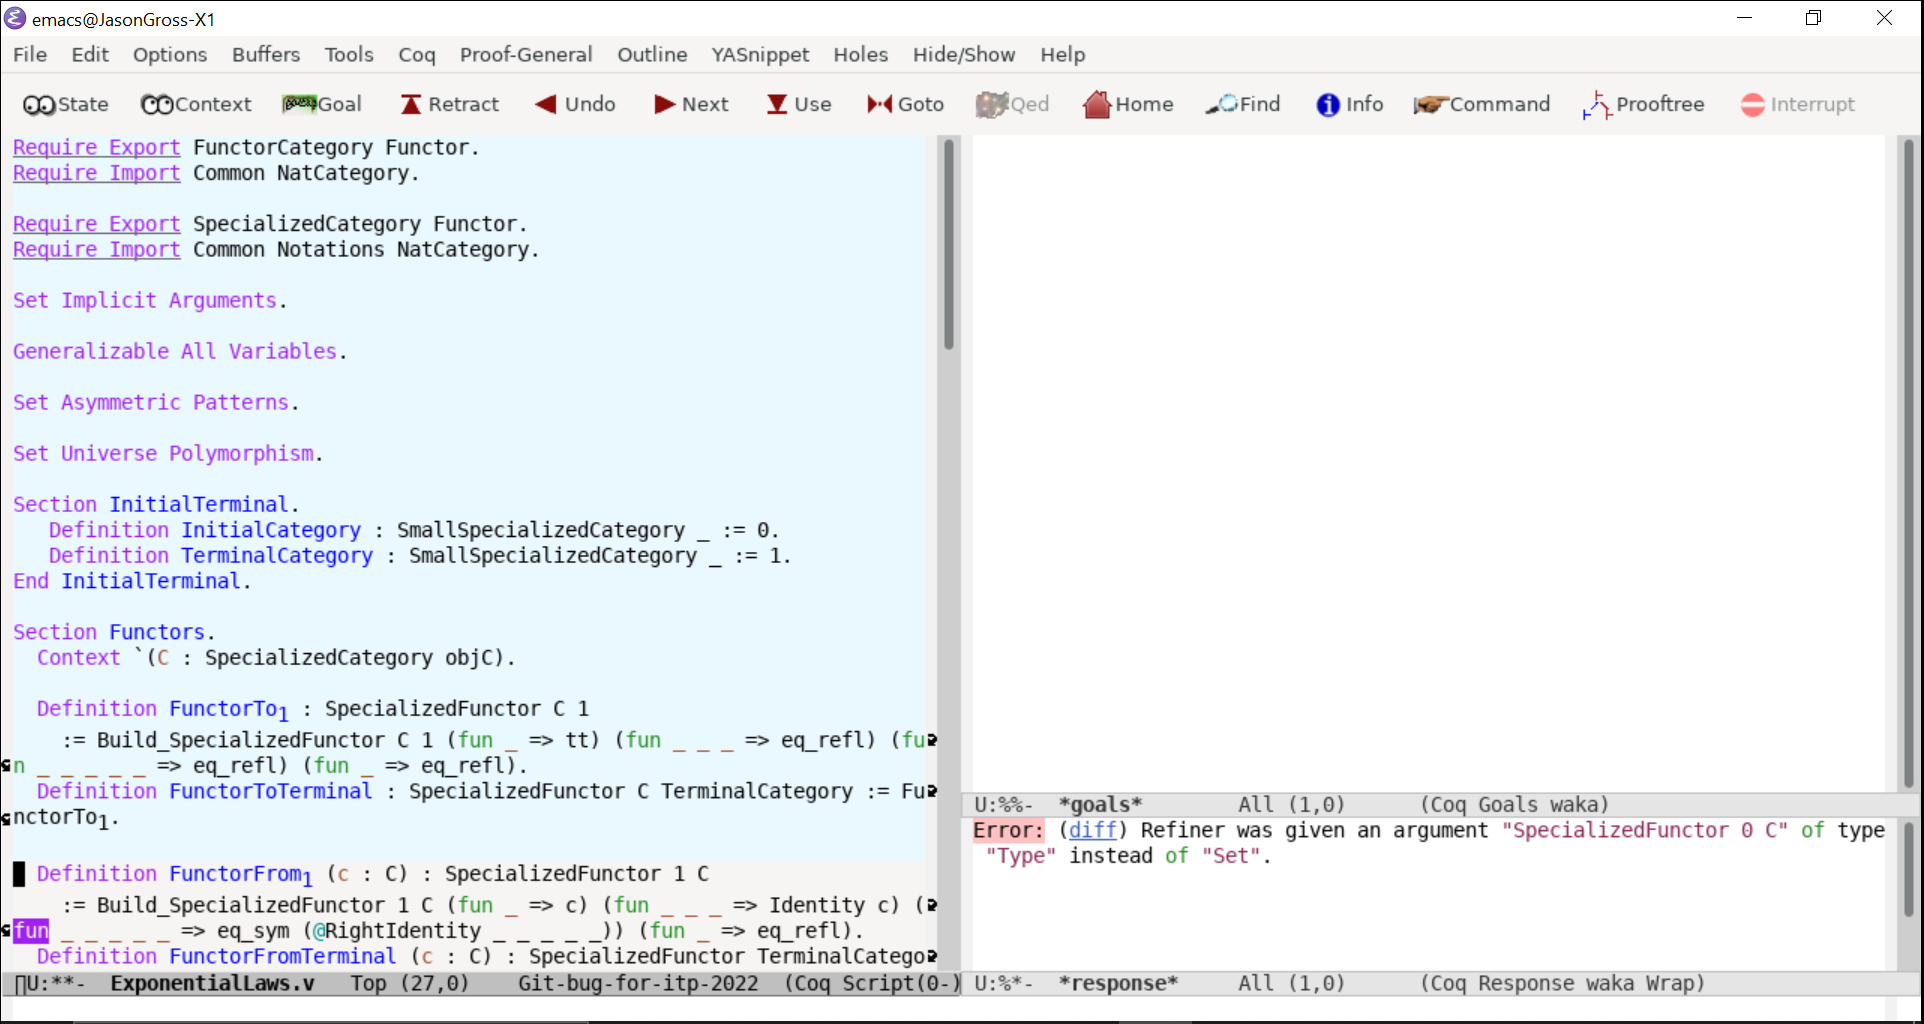 emacs@JasonGross-X1
File Edit Options Buffers Tools Coq Proof-General Outline YASnippet Holes Hide/Show Help
State Context Goal Retract Undo Next Use Goto Qed Home Find Info Command Prooftree Interrupt
Require Export FunctorCategory Functor.
Require Import Common NatCategory.
Require Export SpecializedCategory Functor.
Require Import Common Notations NatCategory.
Set Implicit Arguments.
Generalizable All Variables.
Set Asymmetric Patterns.
Set Universe Polymorphism.
Section InitialTerminal.
Definition InitialCategory : SmallSpecializedCategory _ := 0.
Definition TerminalCategory : SmallSpecializedCategory _ := 1.
End InitialTerminal.
Section Functors.
Context `(C : SpecializedCategory objC).
Definition FunctorTo₁ : SpecializedFunctor C 1
:= Build_SpecializedFunctor C 1 (fun _ => tt) (fun _ _ _ => eq_refl) (fu
n _ _ _ _ _ => eq_refl) (fun _ => eq_refl).
Definition FunctorToTerminal : SpecializedFunctor C TerminalCategory := Fu
nctorTo₁.
Definition FunctorFrom₁ (c : C) : SpecializedFunctor 1 C
:= Build_SpecializedFunctor 1 C (fun _ => c) (fun _ _ _ => Identity c) (
fun _ _ _ _ _ => eq_sym (@RightIdentity _ _ _ _ _)) (fun _ => eq_refl).
Definition FunctorFromTerminal (c : C) : SpecializedFunctor TerminalCatego
U:**- ExponentialLaws.v Top (27,0) Git-bug-for-itp-2022 (Coq Script(0-)
U:%%- *goals* All (1,0) (Coq Goals waka)
Error: (diff) Refiner was given an argument "SpecializedFunctor 0 C" of type
"Type" instead of "Set".
U:%*- *response* All (1,0) (Coq Response waka Wrap)